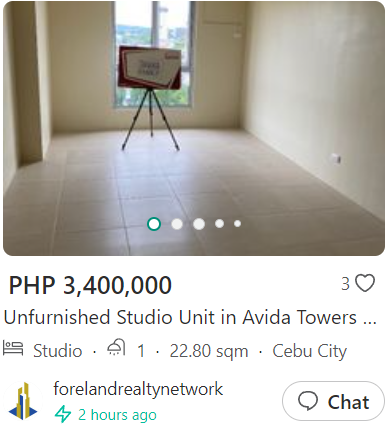 PHP 3,400,000
3
Unfurnished Studio Unit in Avida Towers ...
Studio · 1 · 22.80 sqm · Cebu City
forelandrealtynetwork
2 hours ago
Chat